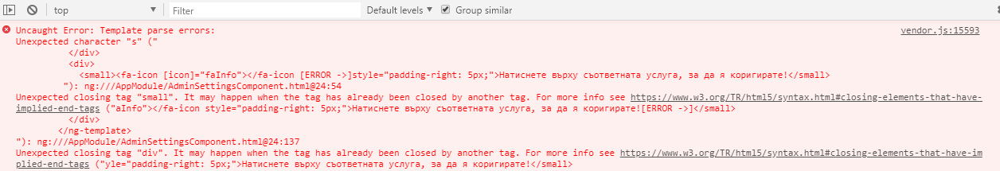 top ▼ Filter Default levels ▼ Group similar
Uncaught Error: Template parse errors: vendor.js:15593
Unexpected character "s" ("
</div>
<div>
<small><fa-icon [icon]="faInfo"></fa-icon [ERROR ->]style="padding-right: 5px;">Натиснете върху съответната услуга, за да я коригирате!</small>
"): ng:///AppModule/AdminSettingsComponent.html@24:54
Unexpected closing tag "small". It may happen when the tag has already been closed by another tag. For more info see https://www.w3.org/TR/html5/syntax.html#closing-elements-that-have-
implied-end-tags ("aInfo"></fa-icon style="padding-right: 5px;">Натиснете върху съответната услуга, за да я коригирате![ERROR ->]</small>
</div>
</ng-template>
"): ng:///AppModule/AdminSettingsComponent.html@24:137
Unexpected closing tag "div". It may happen when the tag has already been closed by another tag. For more info see https://www.w3.org/TR/html5/syntax.html#closing-elements-that-have-im
plied-end-tags ("yle="padding-right: 5px;">Натиснете върху съответната услуга, за да я коригирате!</small>